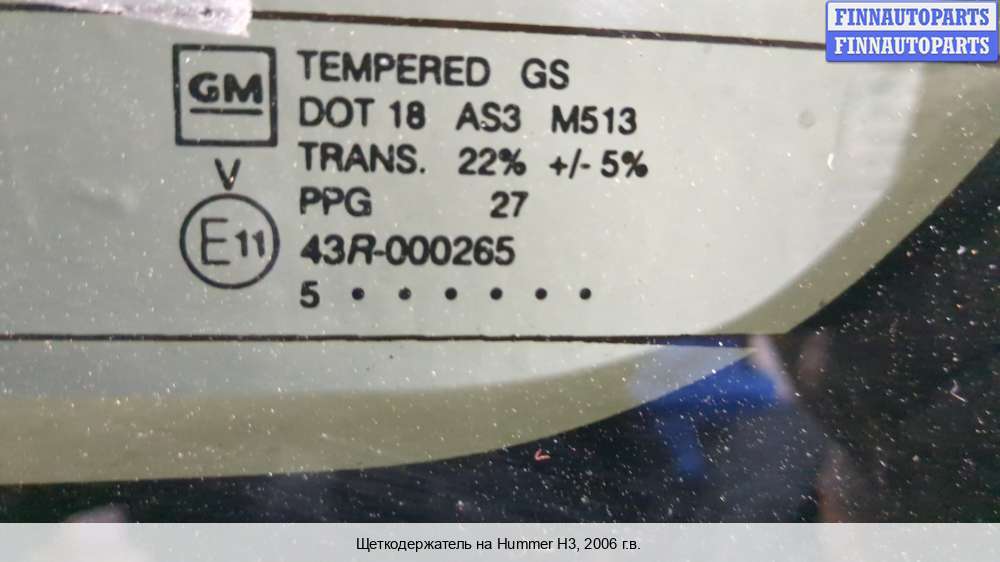 FINNAUTOPARTS
FINNAUTOPARTS
GM
TEMPERED GS
DOT 18 AS3 M513
TRANS. 22% +/- 5%
V
PPG 27
E11
43R-000265
5 • • • • • •
Щеткодержатель на Hummer H3, 2006 г.в.